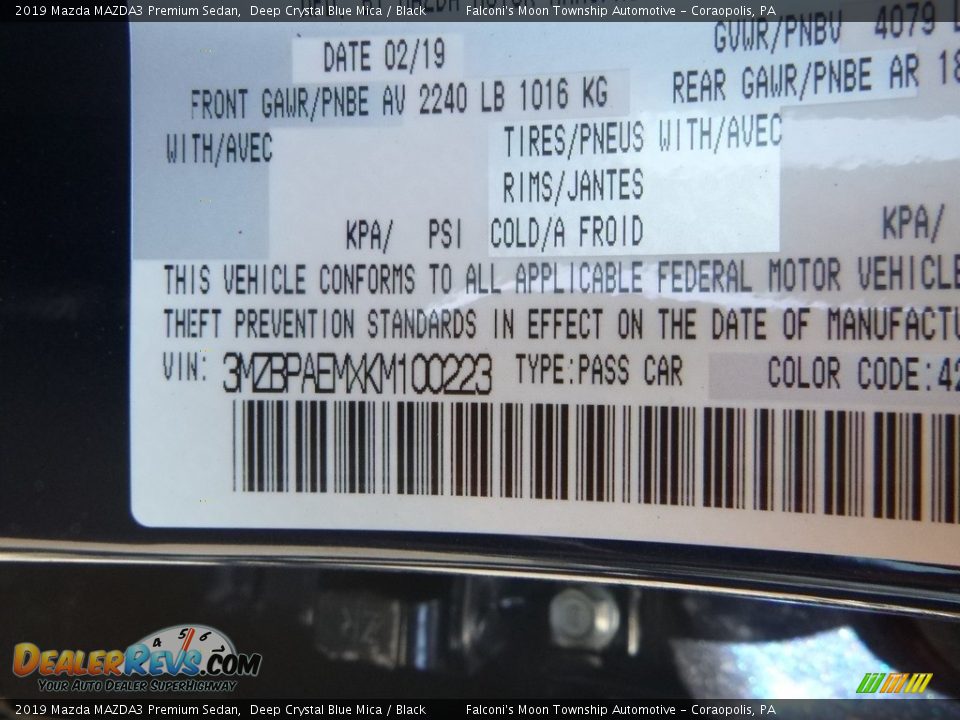 2019 Mazda MAZDA3 Premium Sedan, Deep Crystal Blue Mica / Black Falconi's Moon Township Automotive - Coraopolis, PA
DATE 02/19 GVWR/PNBV 4079
FRONT GAWR/PNBE AV 2240 LB 1016 KG REAR GAWR/PNBE AR 18
WITH/AVEC TIRES/PNEUS WITH/AVEC
RIMS/JANTES
KPA/ PSI COLD/A FROID KPA/
THIS VEHICLE CONFORMS TO ALL APPLICABLE FEDERAL MOTOR VEHICLE
THEFT PREVENTION STANDARDS IN EFFECT ON THE DATE OF MANUFACTU
VIN: 3MZBPAEMXKM100223 TYPE:PASS CAR COLOR CODE:42
4 5 6
DEALERREVS.COM
YOUR AUTO DEALER SUPERHIGHWAY
2019 Mazda MAZDA3 Premium Sedan, Deep Crystal Blue Mica / Black Falconi's Moon Township Automotive - Coraopolis, PA